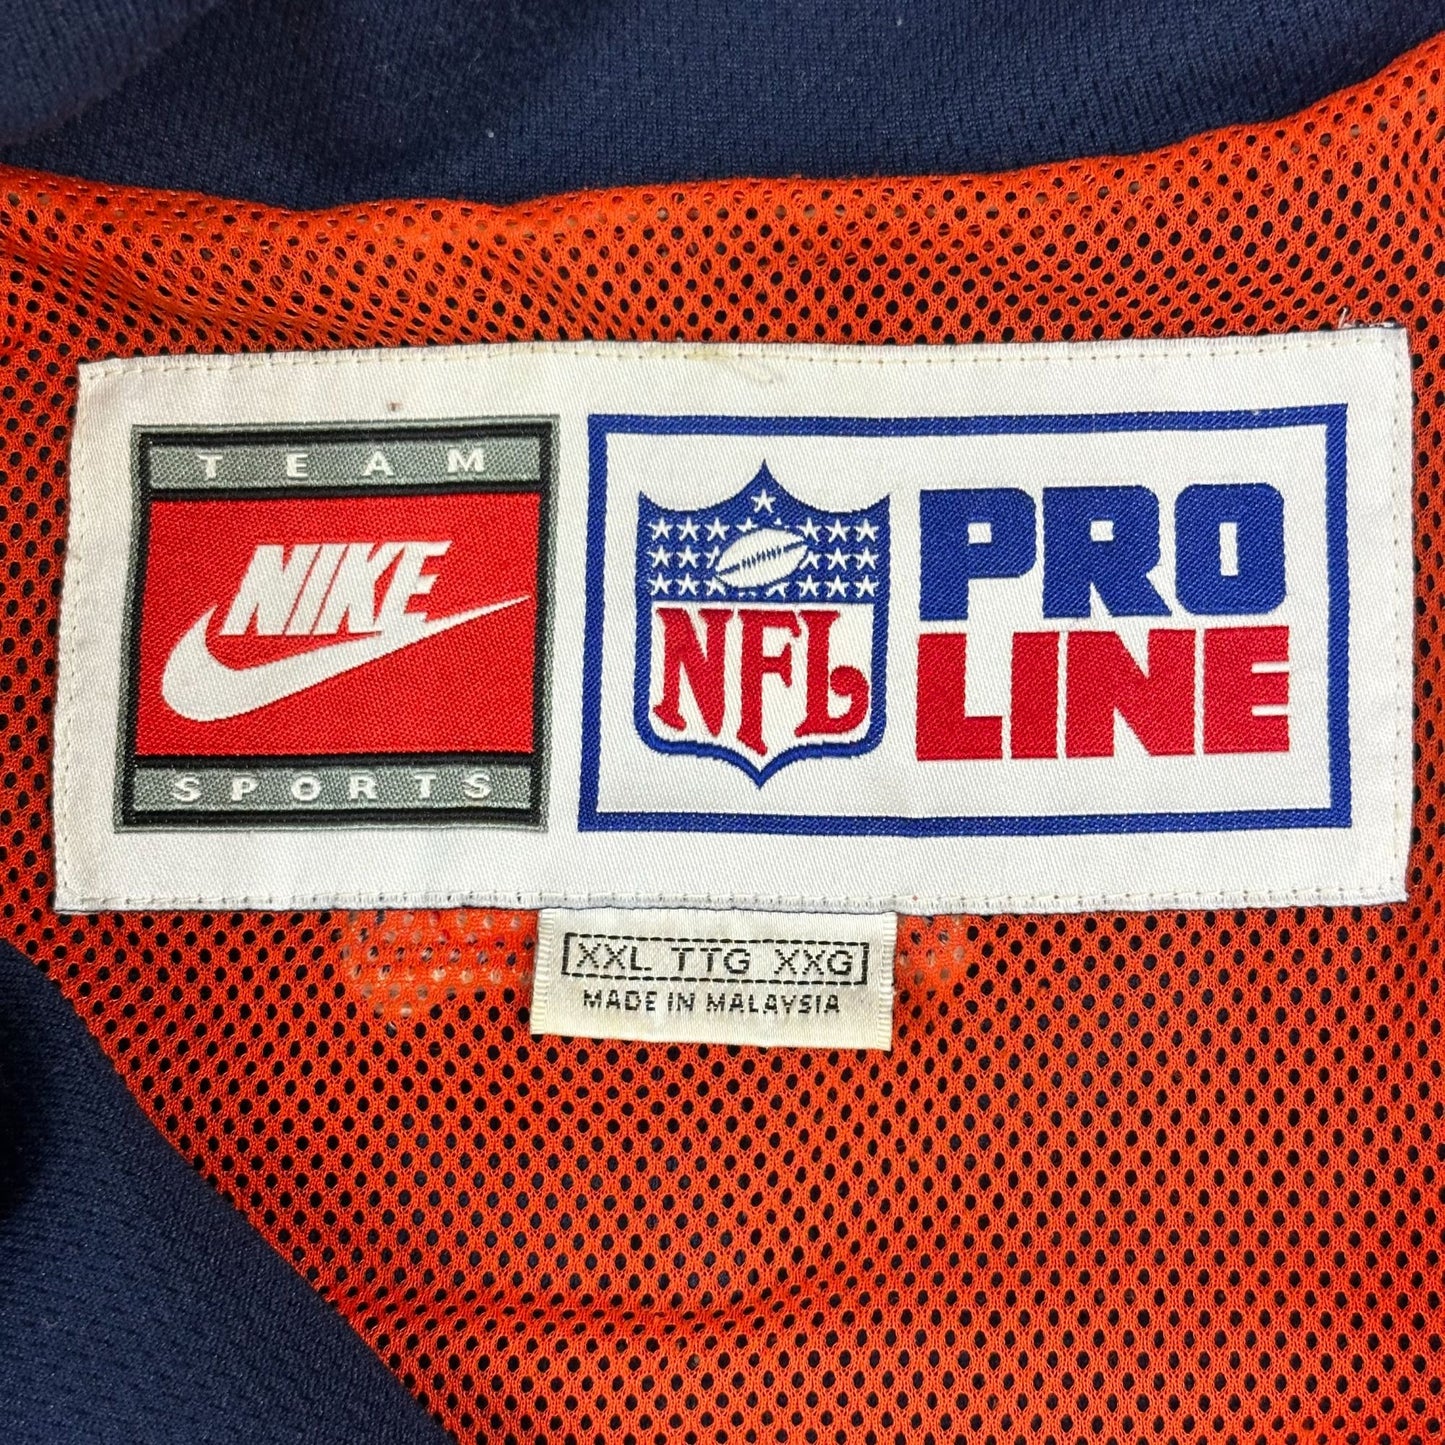 TEAM
NIKE
SPORTS
NFL
PRO
LINE
XXL TTG XXG
MADE IN MALAYSIA